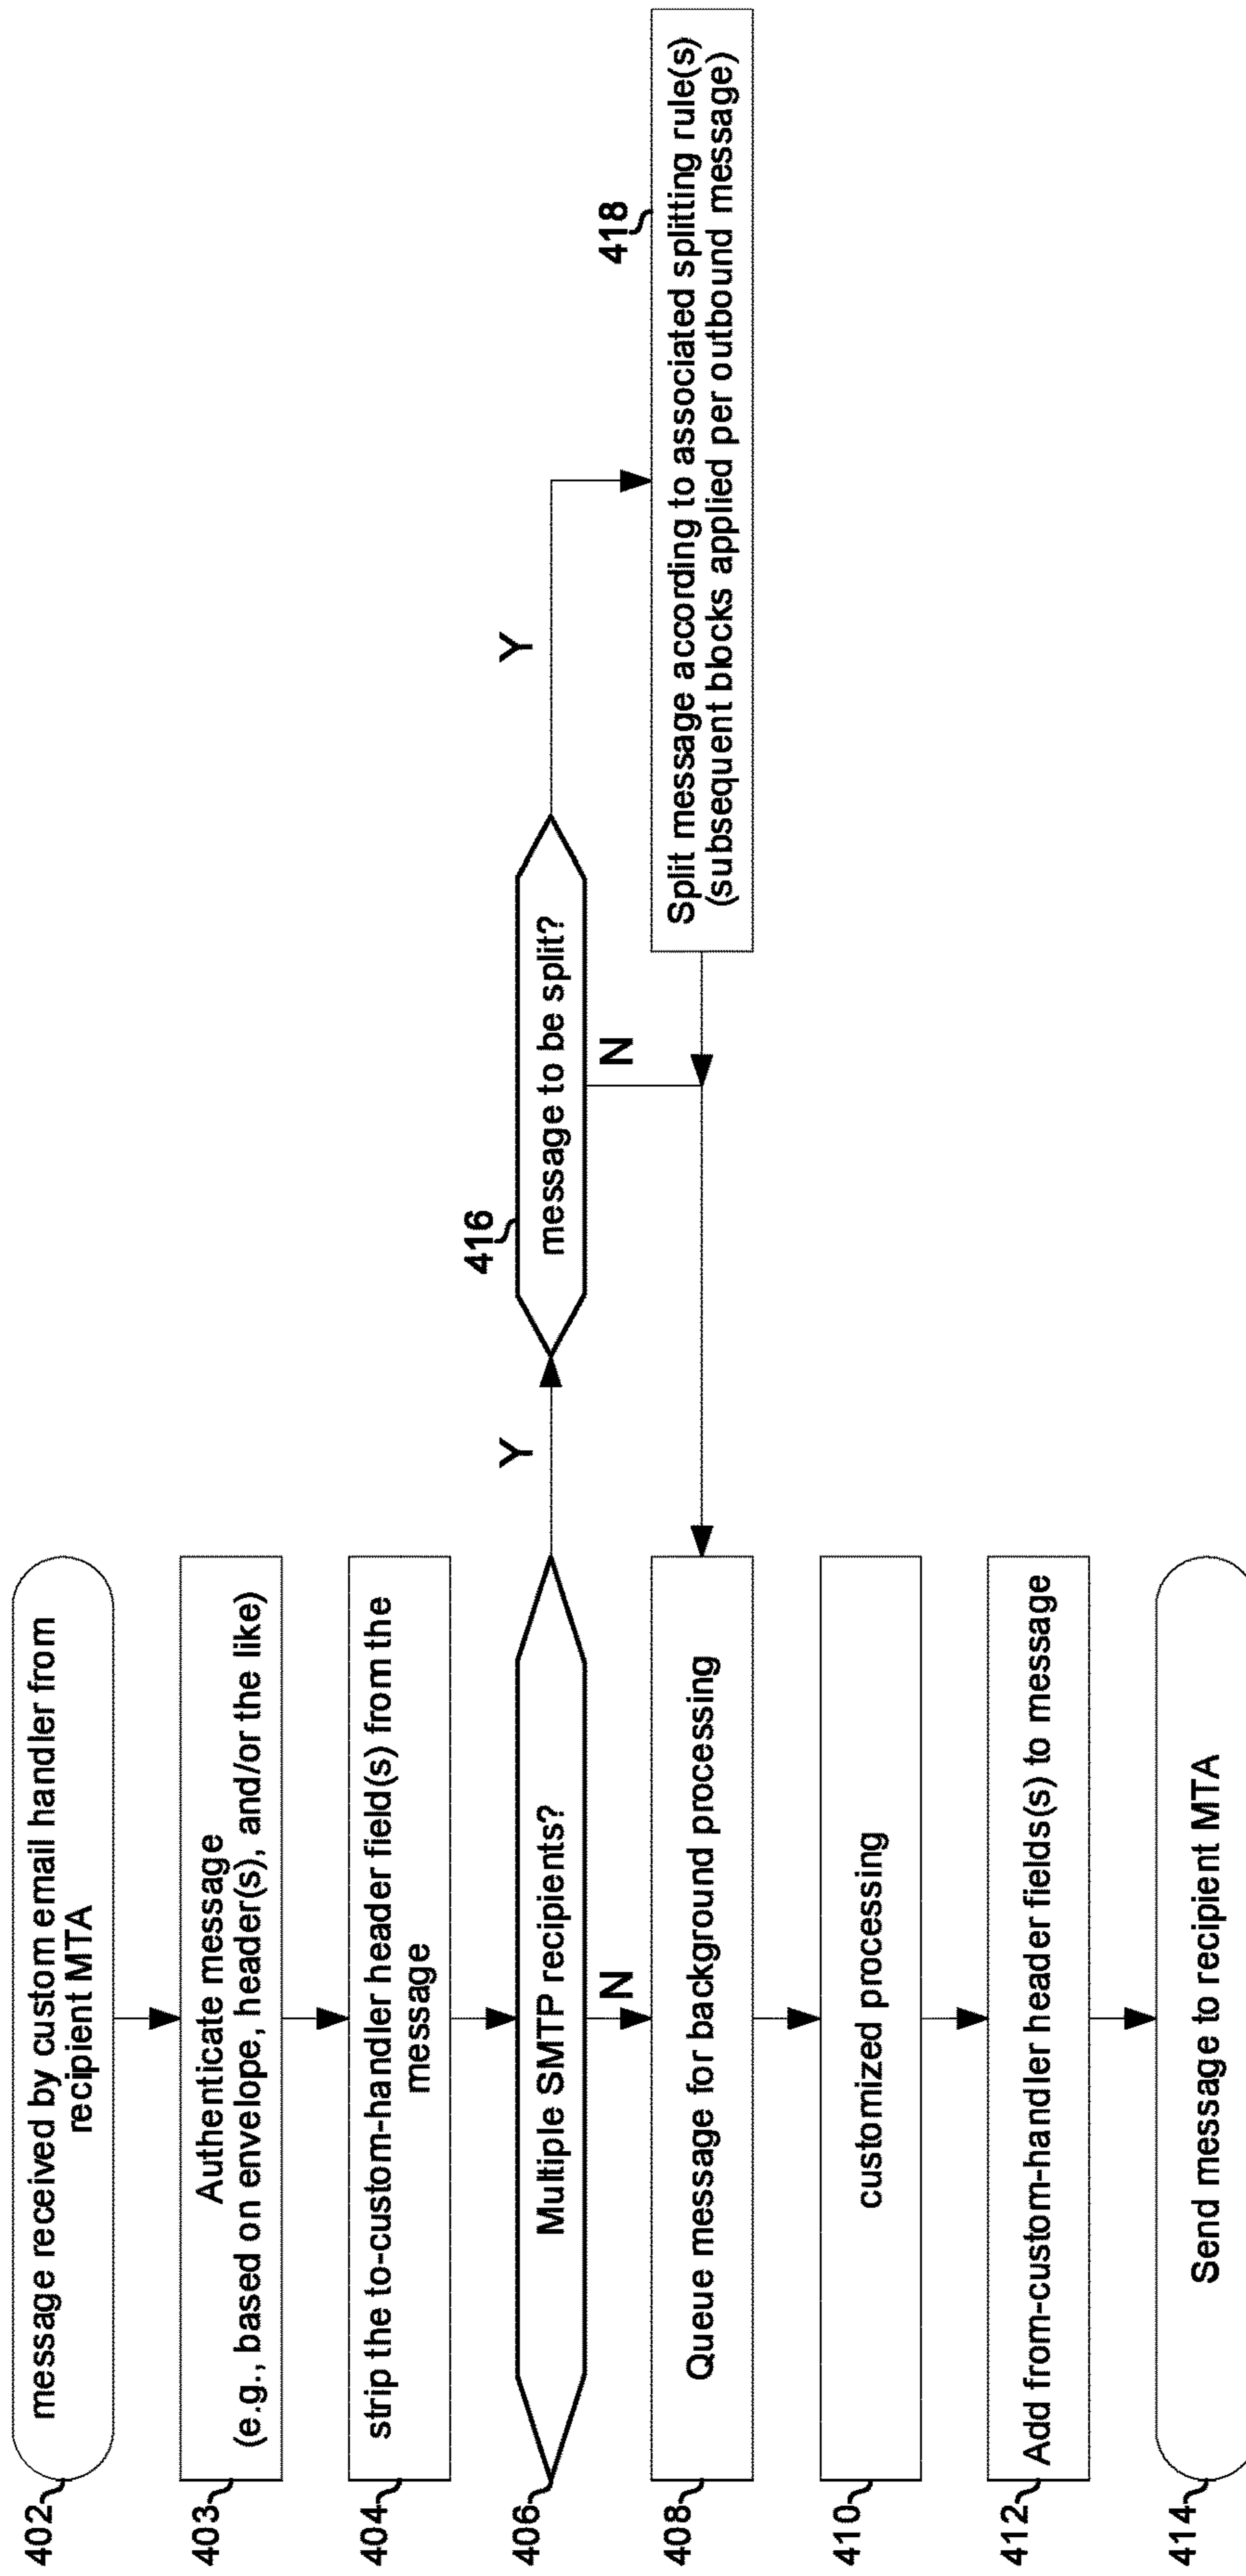 402
message received by custom email handler from
recipient MTA
403
Authenticate message
(e.g., based on envelope, header(s), and/or the like)
404
strip the to-custom-handler header field(s) from the
message
406
Multiple SMTP recipients?
Y
N
416
message to be split?
Y
N
418
Split message according to associated splitting rule(s)
(subsequent blocks applied per outbound message)
408
Queue message for background processing
410
customized processing
412
Add from-custom-handler header fields(s) to message
414
Send message to recipient MTA